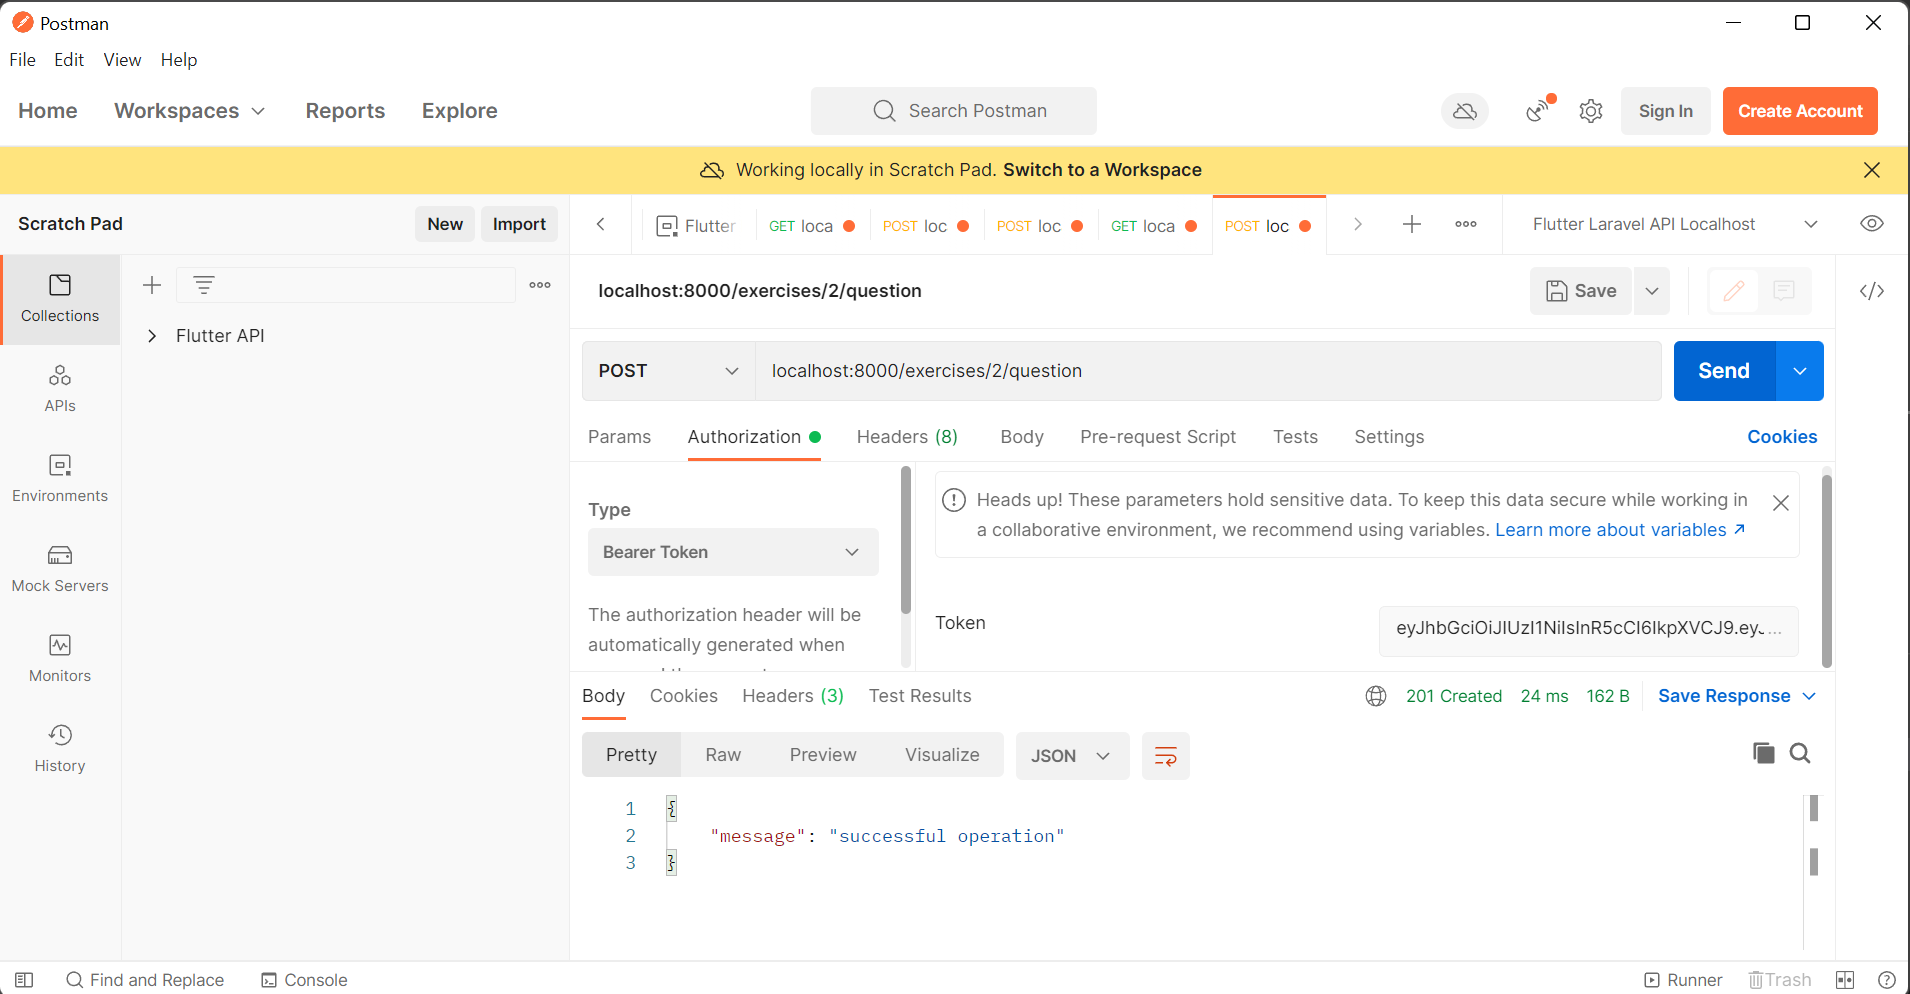 Postman
File Edit View Help
Home Workspaces Reports Explore Search Postman Sign In Create Account
Working locally in Scratch Pad. Switch to a Workspace
Scratch Pad New Import
Flutter GET loca POST loc POST loc GET loca POST loc Flutter Laravel API Localhost
Collections
Flutter API
APIs
Environments
Mock Servers
Monitors
History
localhost:8000/exercises/2/question Save
POST localhost:8000/exercises/2/question Send
Params Authorization Headers (8) Body Pre-request Script Tests Settings Cookies
Type
Bearer Token
The authorization header will be
automatically generated when
Heads up! These parameters hold sensitive data. To keep this data secure while working in
a collaborative environment, we recommend using variables. Learn more about variables ↗
Token eyJhbGciOiJIUzI1NiIsInR5cCI6IkpXVCJ9.eyJ...
Body Cookies Headers (3) Test Results 201 Created 24 ms 162 B Save Response
Pretty Raw Preview Visualize JSON
1 {
2 "message": "successful operation"
3 }
Find and Replace Console Runner Trash